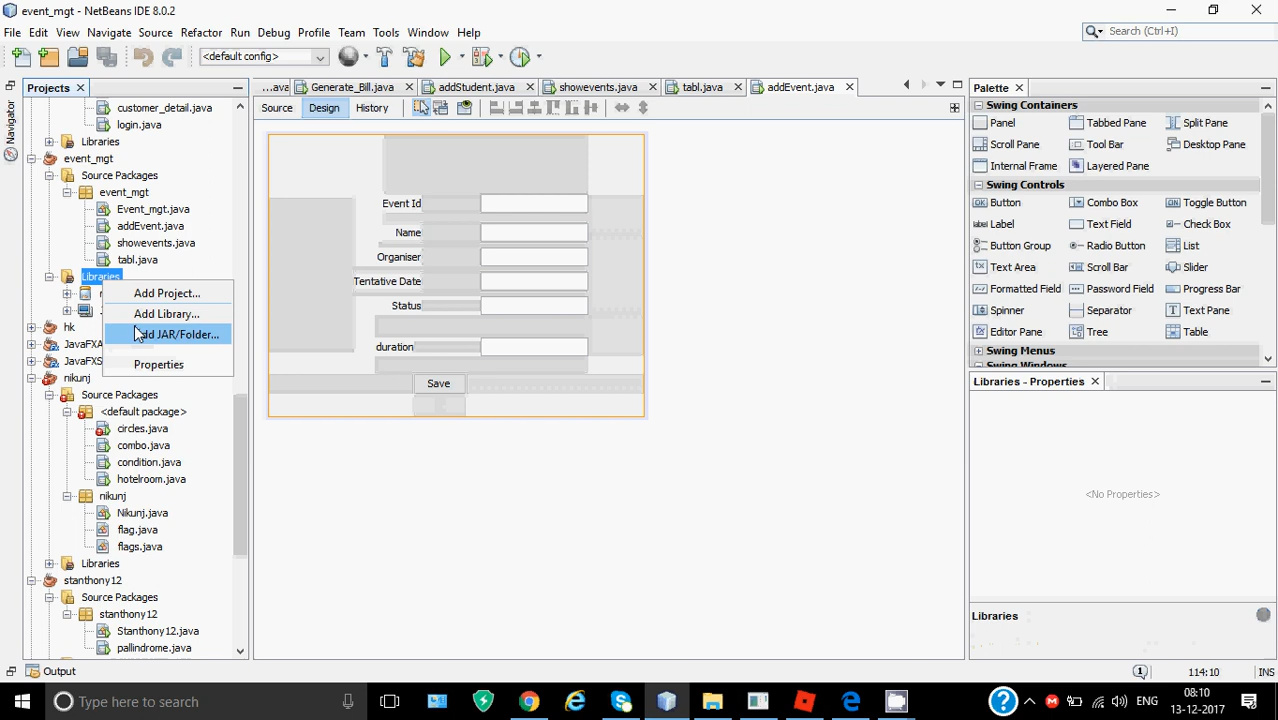 event_mgt - NetBeans IDE 8.0.2
File Edit View Navigate Source Refactor Run Debug Profile Team Tools Window Help
Search (Ctrl+I)
<default config>
Projects
...ava Generate_Bill.java addStudent.java showevents.java tabl.java addEvent.java
Source Design History
Navigator
customer_detail.java
login.java
Libraries
event_mgt
Source Packages
event_mgt
Event_mgt.java
addEvent.java
showevents.java
tabl.java
Libraries
Add Project...
Add Library...
dd JAR/Folder...
Properties
hk
JavaFXA
JavaFXS
nikunj
Source Packages
<default package>
circles.java
combo.java
condition.java
hotelroom.java
nikunj
Nikunj.java
flag.java
flags.java
Libraries
stanthony12
Source Packages
stanthony12
Stanthony12.java
pallindrome.java
Event Id
Name
Organiser
Tentative Date
Status
duration
Save
Palette
Swing Containers
Panel Tabbed Pane Split Pane
Scroll Pane Tool Bar Desktop Pane
Internal Frame Layered Pane
Swing Controls
Button Combo Box Toggle Button
Label Text Field Check Box
Button Group Radio Button List
Text Area Scroll Bar Slider
Formatted Field Password Field Progress Bar
Spinner Separator Text Pane
Editor Pane Tree Table
Swing Menus
Swing Windows
Libraries - Properties
<No Properties>
Libraries
Output
114:10 INS
Type here to search
ENG
08:10
13-12-2017